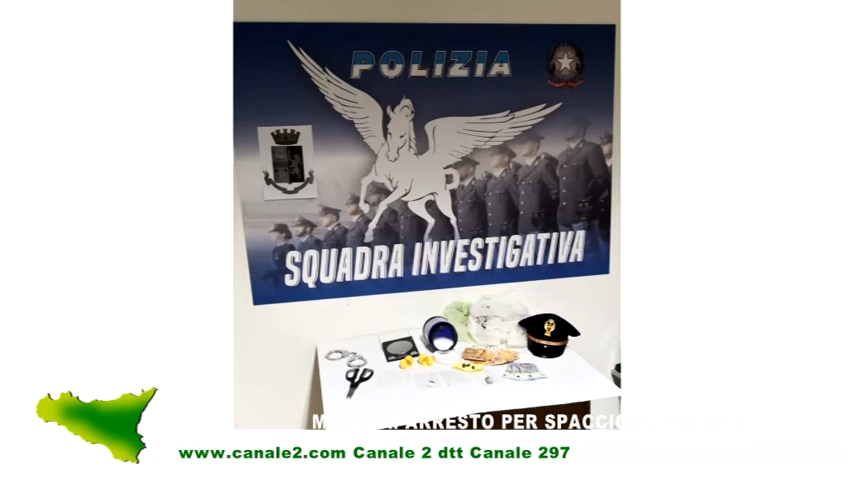 POLIZIA
SQUADRA INVESTIGATIVA
ARRESTO PER SPACCIO
www.canale2.com Canale 2 dtt Canale 297